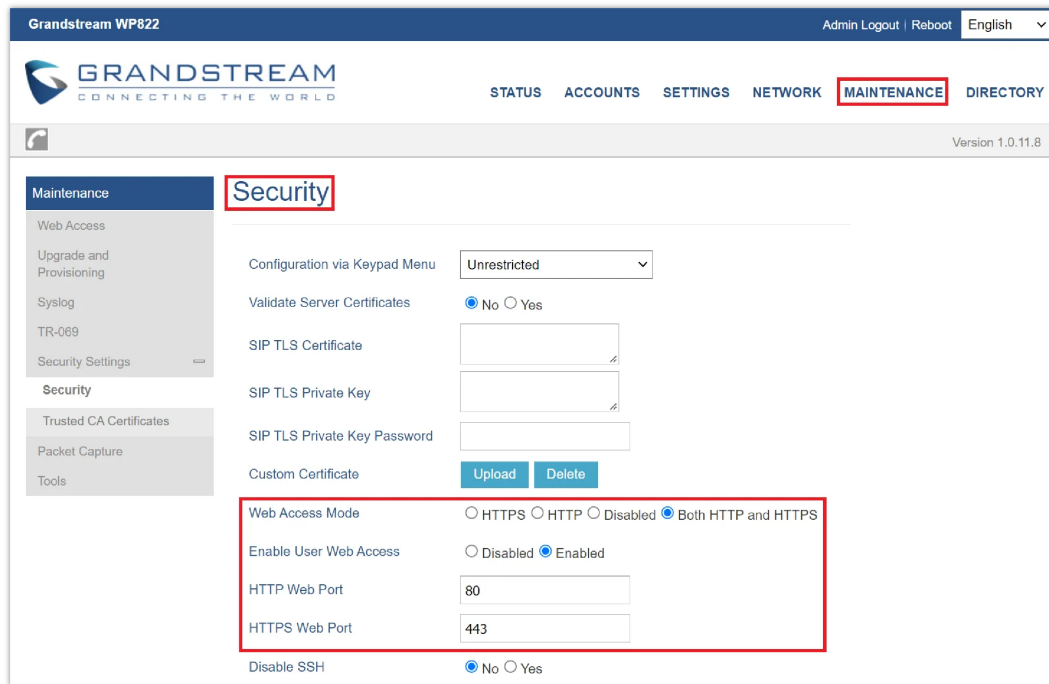 Grandstream WP822
Admin Logout | Reboot English
GRANDSTREAM
CONNECTING THE WORLD
STATUS ACCOUNTS SETTINGS NETWORK MAINTENANCE DIRECTORY
Version 1.0.11.8
Maintenance
Web Access
Upgrade and
Provisioning
Syslog
TR-069
Security Settings
Security
Trusted CA Certificates
Packet Capture
Tools
Security
Configuration via Keypad Menu Unrestricted
Validate Server Certificates No Yes
SIP TLS Certificate
SIP TLS Private Key
SIP TLS Private Key Password
Custom Certificate Upload Delete
Web Access Mode HTTPS HTTP Disabled Both HTTP and HTTPS
Enable User Web Access Disabled Enabled
HTTP Web Port 80
HTTPS Web Port 443
Disable SSH No Yes